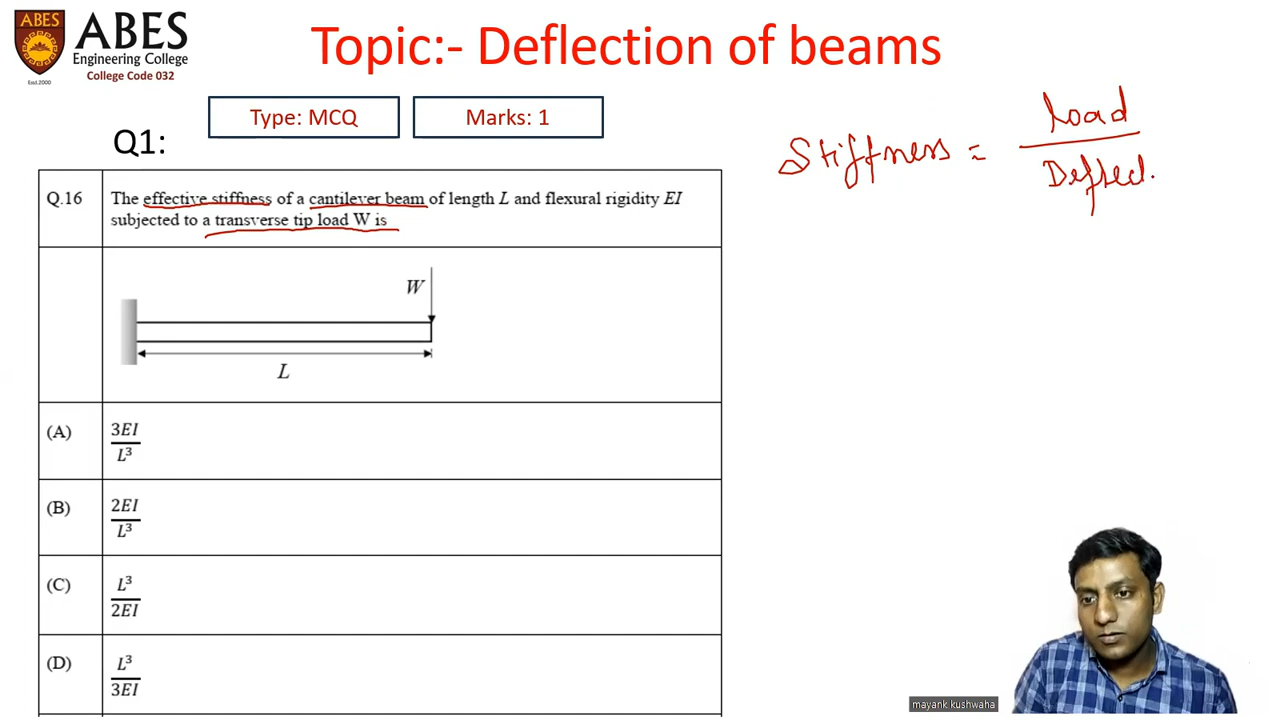 ABES
Estd.2000
ABES
Engineering College
College Code 032
Topic:- Deflection of beams
Type: MCQ
Marks: 1
Q1:
Stiffness = Load
Deflect.
Q.16
The effective stiffness of a cantilever beam of length L and flexural rigidity EI
subjected to a transverse tip load W is
W
L
(A)
3EI
L³
(B)
2EI
L³
(C)
L³
2EI
(D)
L³
3EI
mayank kushwaha